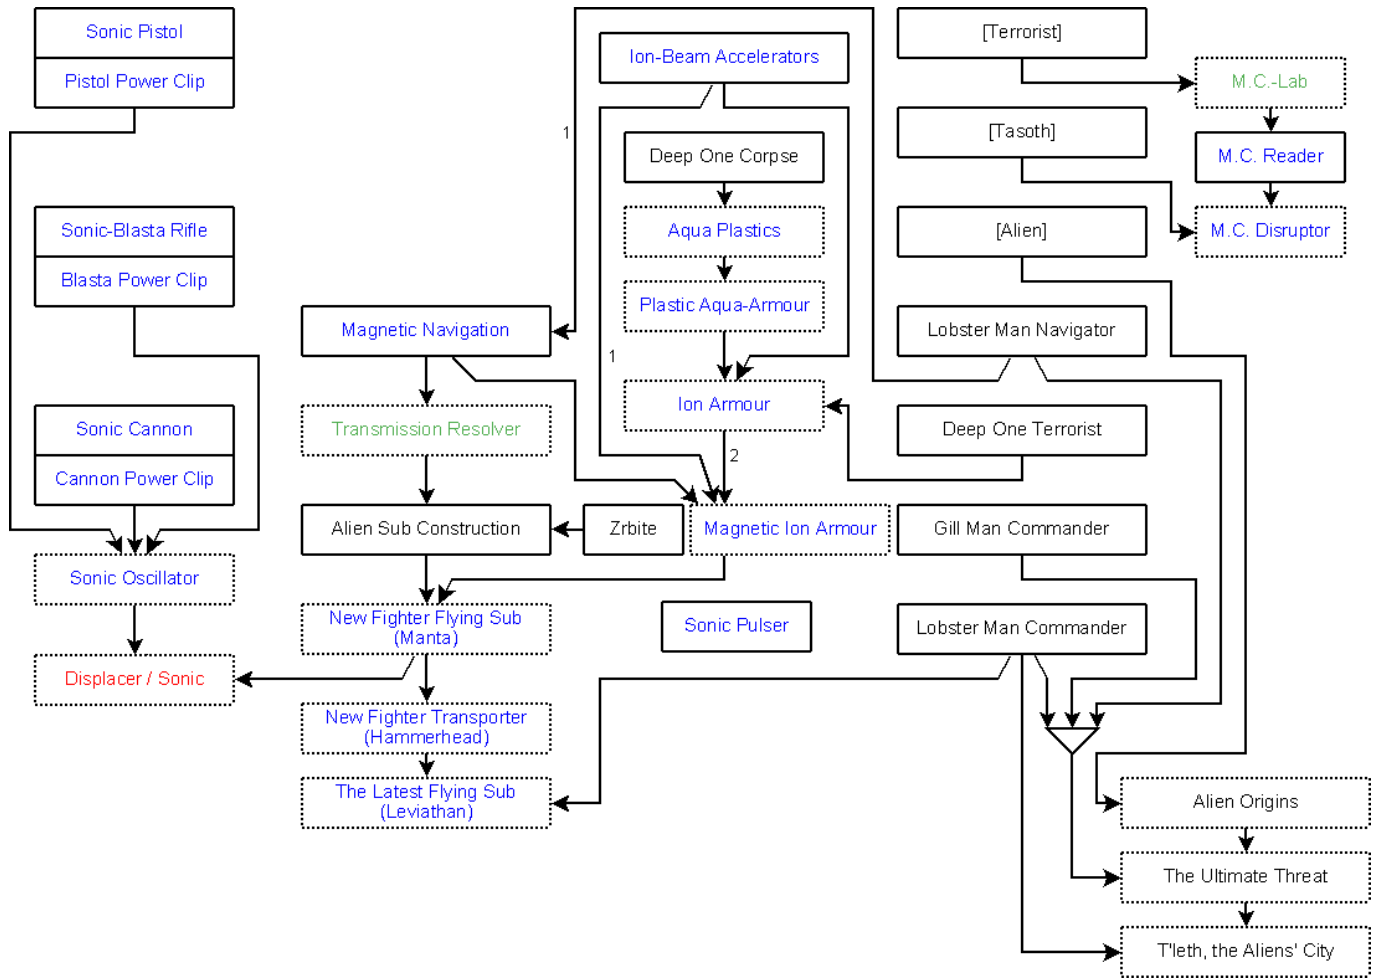 Sonic Pistol
Pistol Power Clip
Sonic-Blasta Rifle
Blasta Power Clip
Sonic Cannon
Cannon Power Clip
Sonic Oscillator
Displacer / Sonic
Magnetic Navigation
Transmission Resolver
Alien Sub Construction
Zrbite
New Fighter Flying Sub
(Manta)
New Fighter Transporter
(Hammerhead)
The Latest Flying Sub
(Leviathan)
1
Ion-Beam Accelerators
Deep One Corpse
Aqua Plastics
Plastic Aqua-Armour
1
Ion Armour
2
Magnetic Ion Armour
Sonic Pulser
[Terrorist]
[Tasoth]
[Alien]
Lobster Man Navigator
Deep One Terrorist
Gill Man Commander
Lobster Man Commander
M.C.-Lab
M.C. Reader
M.C. Disruptor
Alien Origins
The Ultimate Threat
T'leth, the Aliens' City